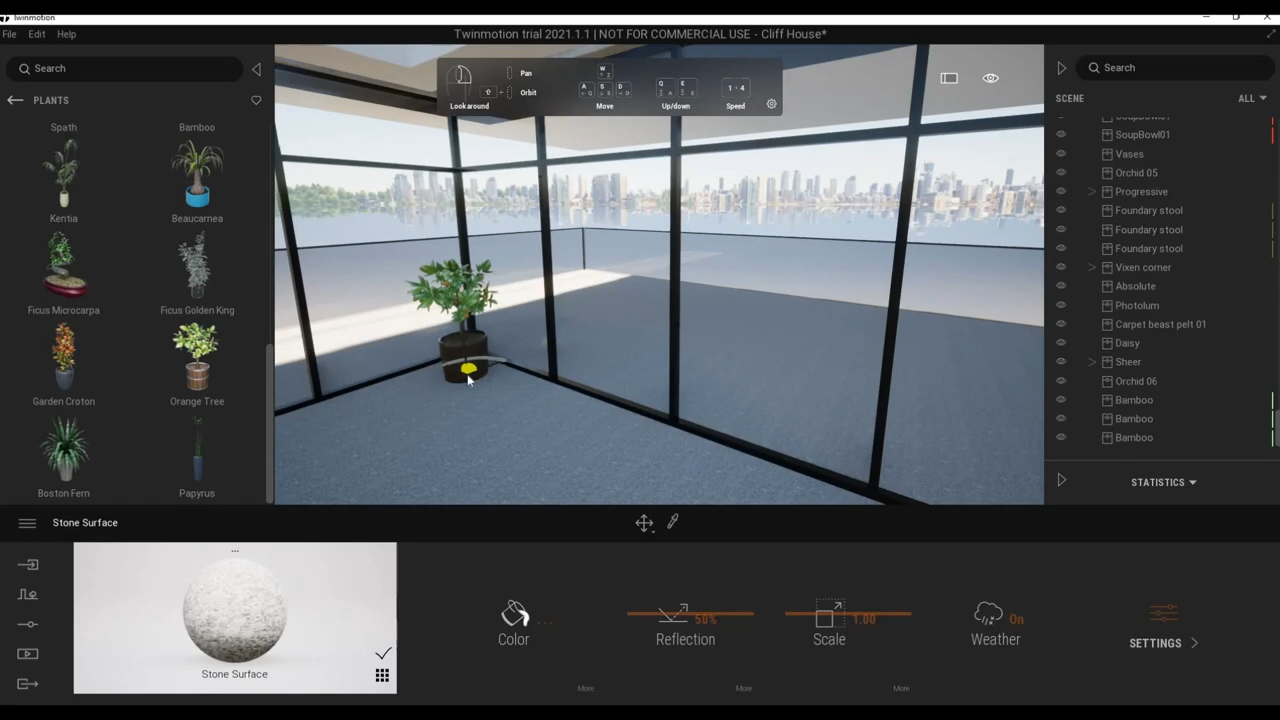 Twinmotion
File Edit Help
Twinmotion trial 2021.1.1 | NOT FOR COMMERCIAL USE - Cliff House*
Search
PLANTS
Spath Bamboo
Kentia Beaucarnea
Ficus Microcarpa Ficus Golden King
Garden Croton Orange Tree
Boston Fern Papyrus
Pan
Orbit
Look around
W
Z
A Q S S D D
Move
Q A E E
Up/down
1 - 4
Speed
Search
SCENE ALL
SoupBowl01
SoupBowl01
Vases
Orchid 05
Progressive
Foundary stool
Foundary stool
Foundary stool
Vixen corner
Absolute
Photolum
Carpet beast pelt 01
Daisy
Sheer
Orchid 06
Bamboo
Bamboo
Bamboo
STATISTICS
Stone Surface
...
Stone Surface
Color ...
Reflection 50%
Scale 1.00
Weather On
SETTINGS
More More More